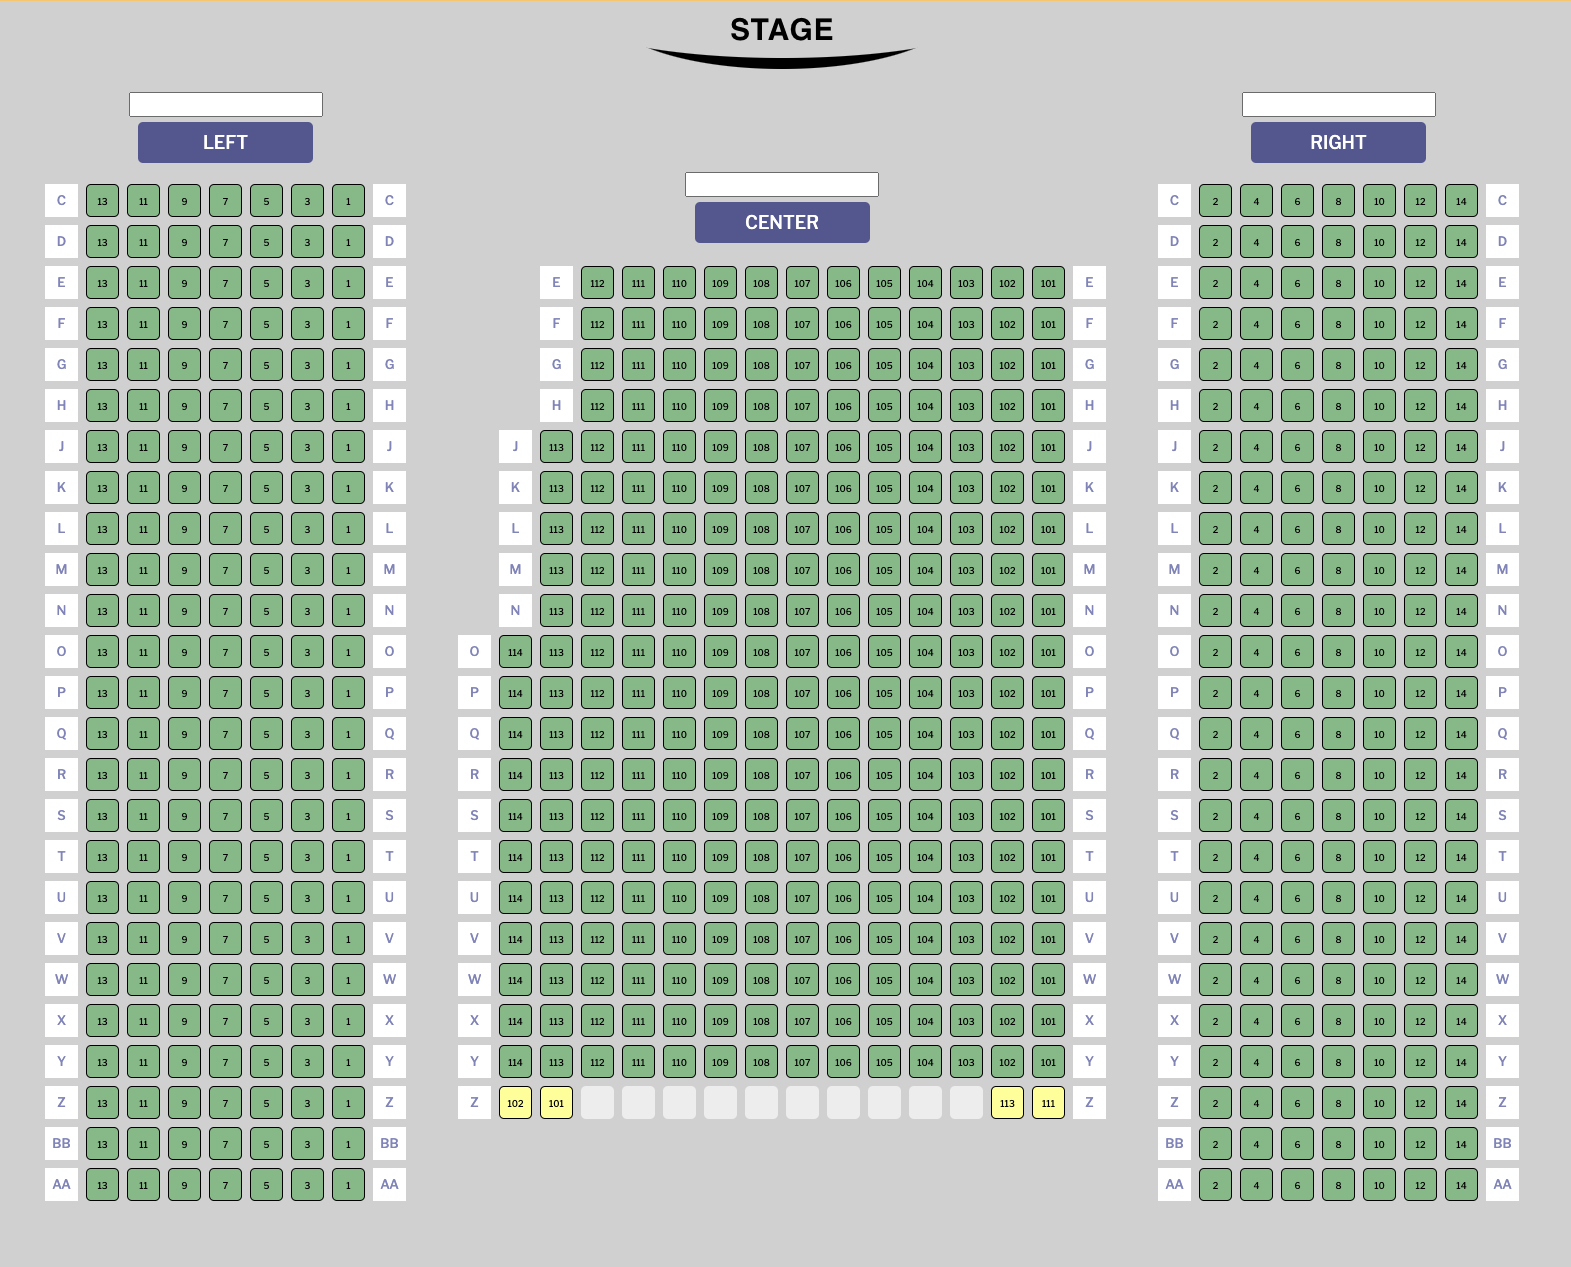 STAGE
LEFT
RIGHT
CENTER
C 13 11 9 7 5 3 1 C
C 2 4 6 8 10 12 14 C
D 13 11 9 7 5 3 1 D
D 2 4 6 8 10 12 14 D
E 13 11 9 7 5 3 1 E
E 112 111 110 109 108 107 106 105 104 103 102 101 E
E 2 4 6 8 10 12 14 E
F 13 11 9 7 5 3 1 F
F 112 111 110 109 108 107 106 105 104 103 102 101 F
F 2 4 6 8 10 12 14 F
G 13 11 9 7 5 3 1 G
G 112 111 110 109 108 107 106 105 104 103 102 101 G
G 2 4 6 8 10 12 14 G
H 13 11 9 7 5 3 1 H
H 112 111 110 109 108 107 106 105 104 103 102 101 H
H 2 4 6 8 10 12 14 H
J 13 11 9 7 5 3 1 J
J 113 112 111 110 109 108 107 106 105 104 103 102 101 J
J 2 4 6 8 10 12 14 J
K 13 11 9 7 5 3 1 K
K 113 112 111 110 109 108 107 106 105 104 103 102 101 K
K 2 4 6 8 10 12 14 K
L 13 11 9 7 5 3 1 L
L 113 112 111 110 109 108 107 106 105 104 103 102 101 L
L 2 4 6 8 10 12 14 L
M 13 11 9 7 5 3 1 M
M 113 112 111 110 109 108 107 106 105 104 103 102 101 M
M 2 4 6 8 10 12 14 M
N 13 11 9 7 5 3 1 N
N 113 112 111 110 109 108 107 106 105 104 103 102 101 N
N 2 4 6 8 10 12 14 N
O 13 11 9 7 5 3 1 O
O 114 113 112 111 110 109 108 107 106 105 104 103 102 101 O
O 2 4 6 8 10 12 14 O
P 13 11 9 7 5 3 1 P
P 114 113 112 111 110 109 108 107 106 105 104 103 102 101 P
P 2 4 6 8 10 12 14 P
Q 13 11 9 7 5 3 1 Q
Q 114 113 112 111 110 109 108 107 106 105 104 103 102 101 Q
Q 2 4 6 8 10 12 14 Q
R 13 11 9 7 5 3 1 R
R 114 113 112 111 110 109 108 107 106 105 104 103 102 101 R
R 2 4 6 8 10 12 14 R
S 13 11 9 7 5 3 1 S
S 114 113 112 111 110 109 108 107 106 105 104 103 102 101 S
S 2 4 6 8 10 12 14 S
T 13 11 9 7 5 3 1 T
T 114 113 112 111 110 109 108 107 106 105 104 103 102 101 T
T 2 4 6 8 10 12 14 T
U 13 11 9 7 5 3 1 U
U 114 113 112 111 110 109 108 107 106 105 104 103 102 101 U
U 2 4 6 8 10 12 14 U
V 13 11 9 7 5 3 1 V
V 114 113 112 111 110 109 108 107 106 105 104 103 102 101 V
V 2 4 6 8 10 12 14 V
W 13 11 9 7 5 3 1 W
W 114 113 112 111 110 109 108 107 106 105 104 103 102 101 W
W 2 4 6 8 10 12 14 W
X 13 11 9 7 5 3 1 X
X 114 113 112 111 110 109 108 107 106 105 104 103 102 101 X
X 2 4 6 8 10 12 14 X
Y 13 11 9 7 5 3 1 Y
Y 114 113 112 111 110 109 108 107 106 105 104 103 102 101 Y
Y 2 4 6 8 10 12 14 Y
Z 13 11 9 7 5 3 1 Z
Z 102 101 113 111 Z
Z 2 4 6 8 10 12 14 Z
BB 13 11 9 7 5 3 1 BB
BB 2 4 6 8 10 12 14 BB
AA 13 11 9 7 5 3 1 AA
AA 2 4 6 8 10 12 14 AA